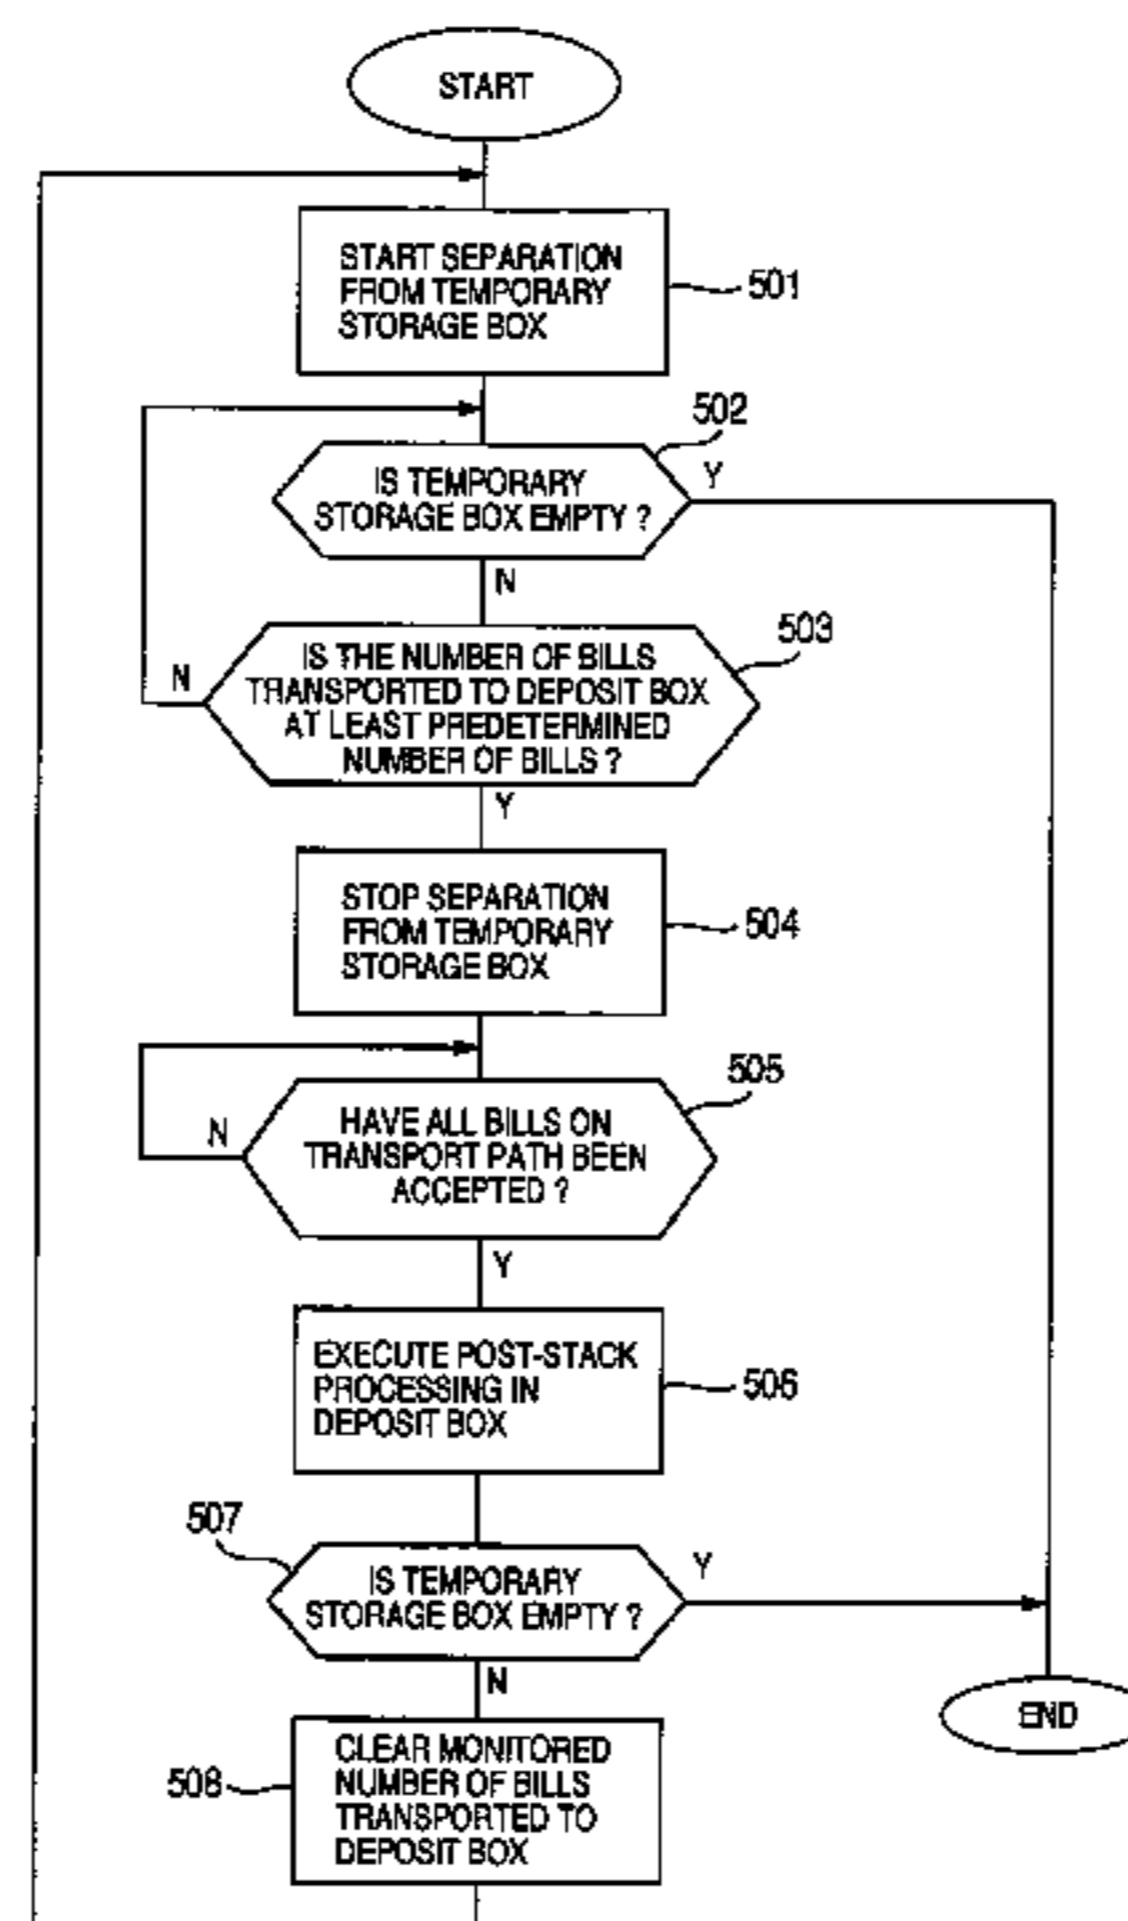 START
START SEPARATION
FROM TEMPORARY
STORAGE BOX
501
502
IS TEMPORARY
STORAGE BOX EMPTY ?
Y
N
503
IS THE NUMBER OF BILLS
TRANSPORTED TO DEPOSIT BOX
AT LEAST PREDETERMINED
NUMBER OF BILLS ?
N
Y
STOP SEPARATION
FROM TEMPORARY
STORAGE BOX
504
505
HAVE ALL BILLS ON
TRANSPORT PATH BEEN
ACCEPTED ?
N
Y
EXECUTE POST-STACK
PROCESSING IN
DEPOSIT BOX
506
507
IS TEMPORARY
STORAGE BOX EMPTY ?
Y
N
END
CLEAR MONITORED
NUMBER OF BILLS
TRANSPORTED TO
DEPOSIT BOX
508